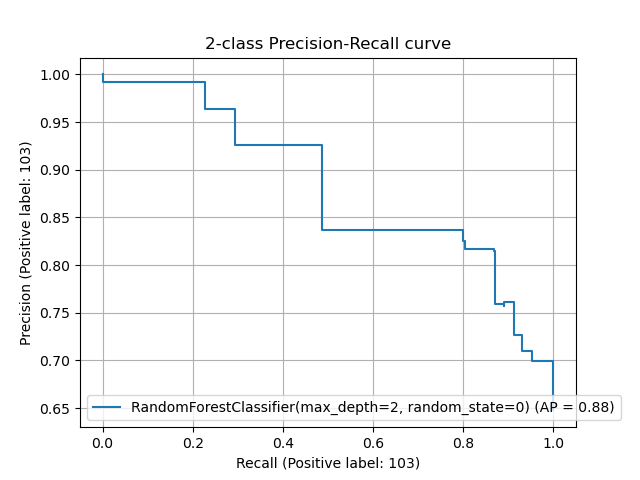 2-class Precision-Recall curve
Precision (Positive label: 103)
1.00
0.95
0.90
0.85
0.80
0.75
0.70
0.65
RandomForestClassifier(max_depth=2, random_state=0) (AP = 0.88)
0.0 0.2 0.4 0.6 0.8 1.0
Recall (Positive label: 103)